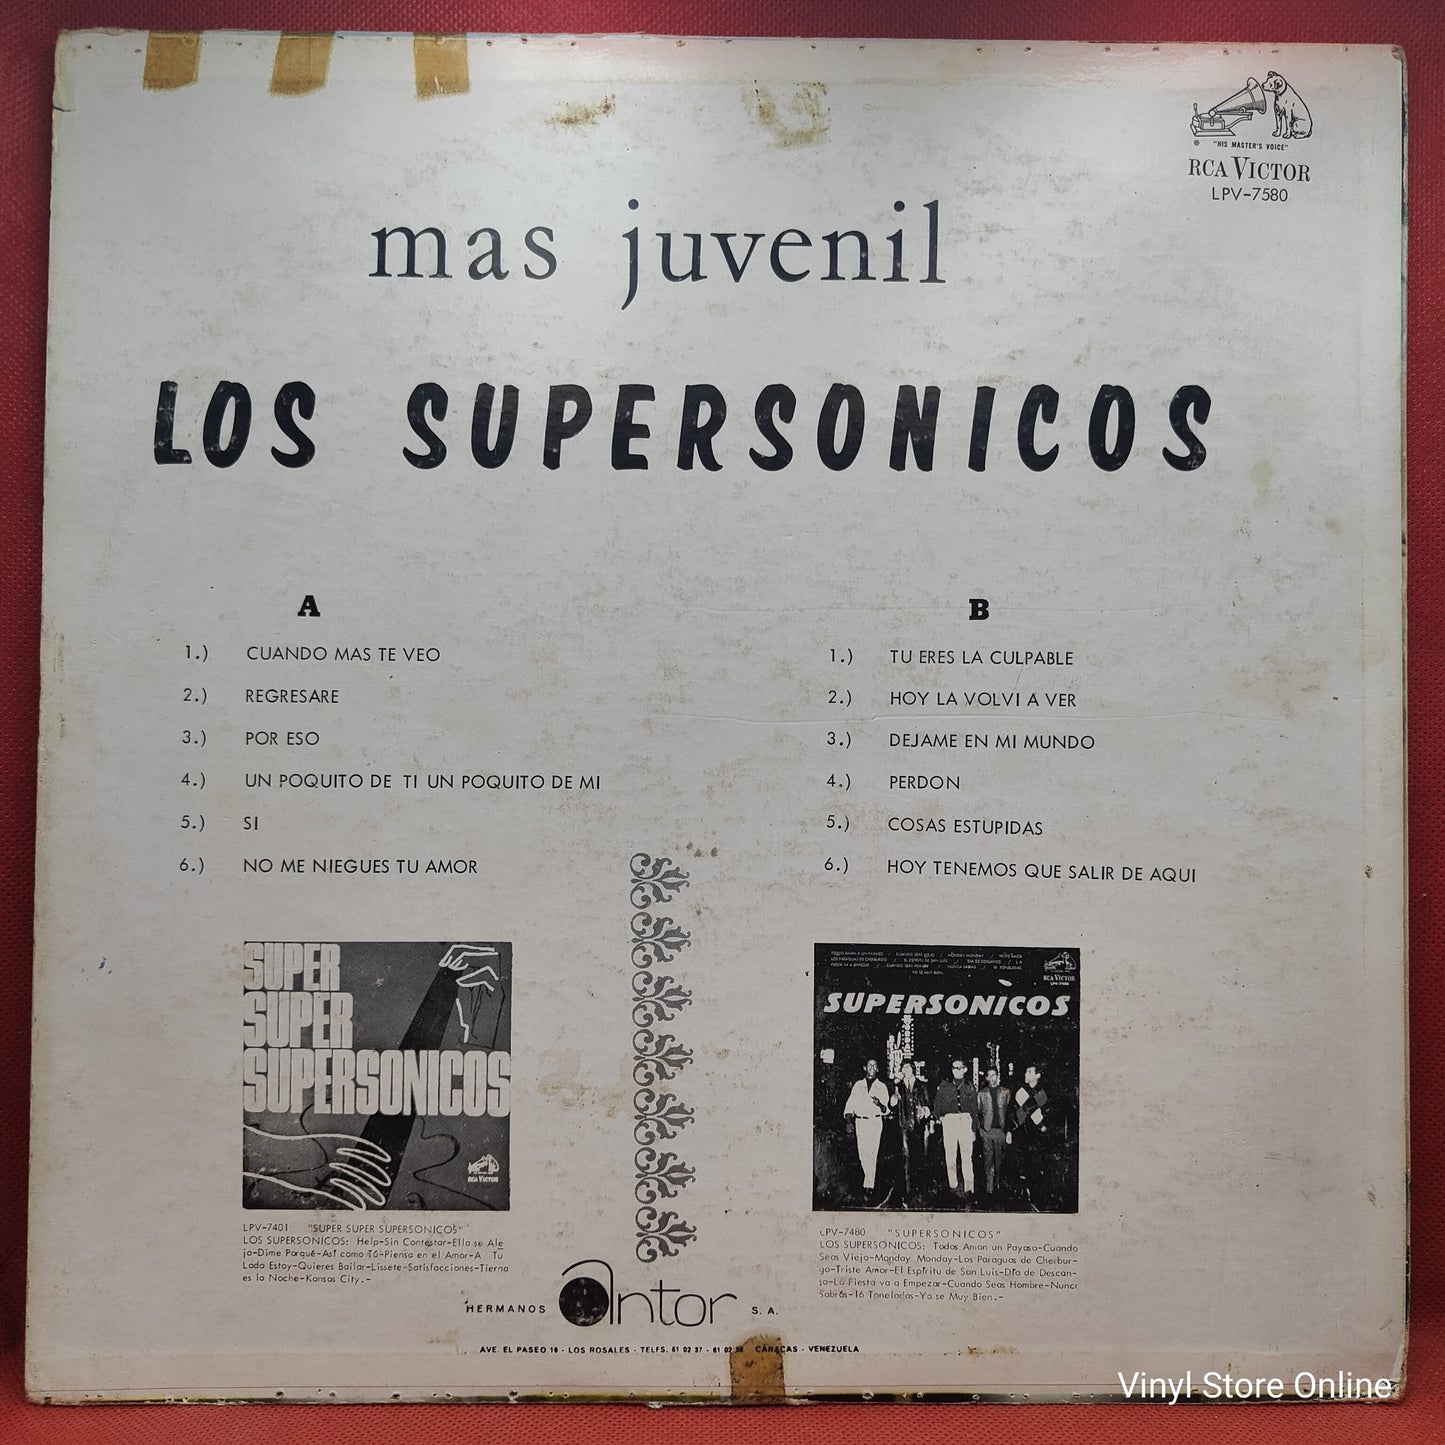 "HIS MASTER'S VOICE"
®
RCA VICTOR
LPV-7580
mas juvenil
LOS SUPERSONICOS
A
1.) CUANDO MAS TE VEO
2.) REGRESARE
3.) POR ESO
4.) UN POQUITO DE TI UN POQUITO DE MI
5.) SI
6.) NO ME NIEGUES TU AMOR
B
1.) TU ERES LA CULPABLE
2.) HOY LA VOLVI A VER
3.) DEJAME EN MI MUNDO
4.) PERDON
5.) COSAS ESTUPIDAS
6.) HOY TENEMOS QUE SALIR DE AQUI
SUPER
SUPER
SUPERSONICOS
RCA VICTOR
LPV-7401 "SUPER SUPER SUPERSONICOS"
LOS SUPERSONICOS: Help-Sin Contestar-Ella se Ale
ja-Dime Porqué-Así como Tú-Piensa en el Amor-A Tu
Lado Estoy-Quieres Bailar-Lissete-Satisfacciones-Tierna
es la Noche-Kansas City.-
RCA VICTOR
LPV-7480
SUPERSONICOS
LPV-7480 "SUPERSONICOS"
LOS SUPERSONICOS: Todos Aman un Payaso-Cuando
Seas Viejo-Monday Monday-Los Paraguas de Cherbur-
go-Triste Amor-El Espiritu de San Luis-Día de Descan-
so-La Fiesta va a Empezar-Cuando Seas Hombre-Nunca
Sabrás-16 Toneladas-Ya se Muy Bien.-
HERMANOS antor S. A.
AVE. EL PASEO 19 - LOS ROSALES - TELFS. 61 02 37 - 61 02 38 CARACAS - VENEZUELA
Vinyl Store Online